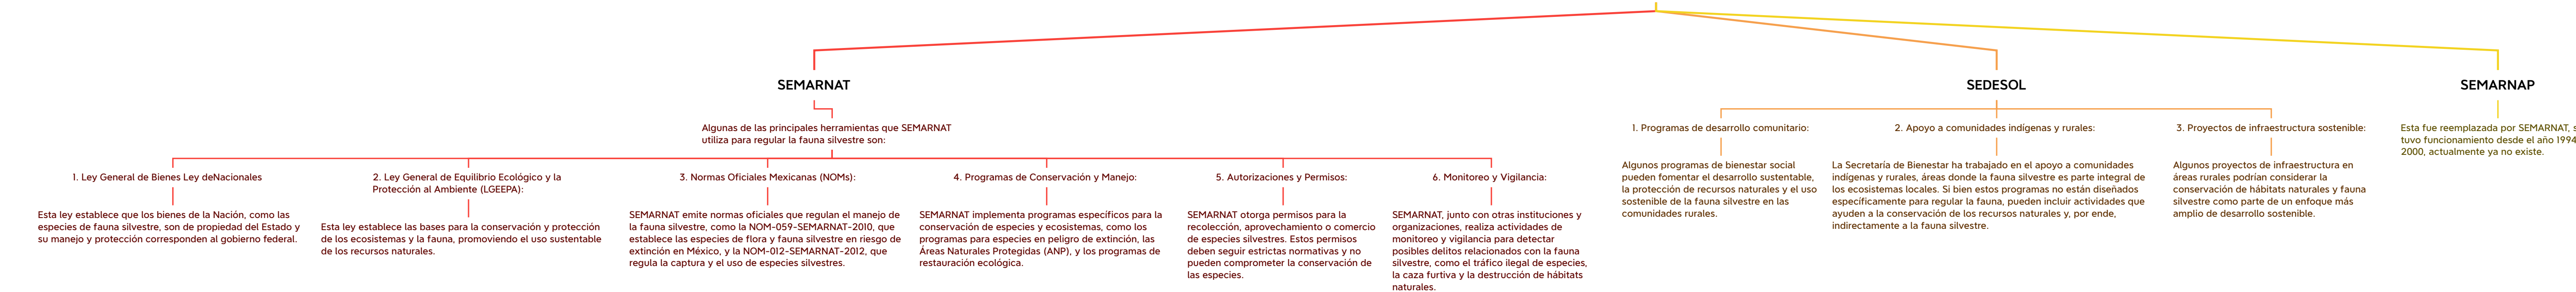 SEMARNAT
Algunas de las principales herramientas que SEMARNAT
utiliza para regular la fauna silvestre son:
1. Ley General de Bienes Ley deNacionales
Esta ley establece que los bienes de la Nación, como las
especies de fauna silvestre, son de propiedad del Estado y
su manejo y protección corresponden al gobierno federal.
2. Ley General de Equilibrio Ecológico y la
Protección al Ambiente (LGEEPA):
Esta ley establece las bases para la conservación y protección
de los ecosistemas y la fauna, promoviendo el uso sustentable
de los recursos naturales.
3. Normas Oficiales Mexicanas (NOMs):
SEMARNAT emite normas oficiales que regulan el manejo de
la fauna silvestre, como la NOM-059-SEMARNAT-2010, que
establece las especies de flora y fauna silvestre en riesgo de
extinción en México, y la NOM-012-SEMARNAT-2012, que
regula la captura y el uso de especies silvestres.
4. Programas de Conservación y Manejo:
SEMARNAT implementa programas específicos para la
conservación de especies y ecosistemas, como los
programas para especies en peligro de extinción, las
Áreas Naturales Protegidas (ANP), y los programas de
restauración ecológica.
5. Autorizaciones y Permisos:
SEMARNAT otorga permisos para la
recolección, aprovechamiento o comercio
de especies silvestres. Estos permisos
deben seguir estrictas normativas y no
pueden comprometer la conservación de
las especies.
6. Monitoreo y Vigilancia:
SEMARNAT, junto con otras instituciones y
organizaciones, realiza actividades de
monitoreo y vigilancia para detectar
posibles delitos relacionados con la fauna
silvestre, como el tráfico ilegal de especies,
la caza furtiva y la destrucción de hábitats
naturales.
SEDESOL
1. Programas de desarrollo comunitario:
Algunos programas de bienestar social
pueden fomentar el desarrollo sustentable,
la protección de recursos naturales y el uso
sostenible de la fauna silvestre en las
comunidades rurales.
2. Apoyo a comunidades indígenas y rurales:
La Secretaría de Bienestar ha trabajado en el apoyo a comunidades
indígenas y rurales, áreas donde la fauna silvestre es parte integral de
los ecosistemas locales. Si bien estos programas no están diseñados
específicamente para regular la fauna, pueden incluir actividades que
ayuden a la conservación de los recursos naturales y, por ende,
indirectamente a la fauna silvestre.
3. Proyectos de infraestructura sostenible:
Algunos proyectos de infraestructura en
áreas rurales podrían considerar la
conservación de hábitats naturales y fauna
silvestre como parte de un enfoque más
amplio de desarrollo sostenible.
SEMARNAP
Esta fue reemplazada por SEMARNAT,
tuvo funcionamiento desde el año 1994
2000, actualmente ya no existe.